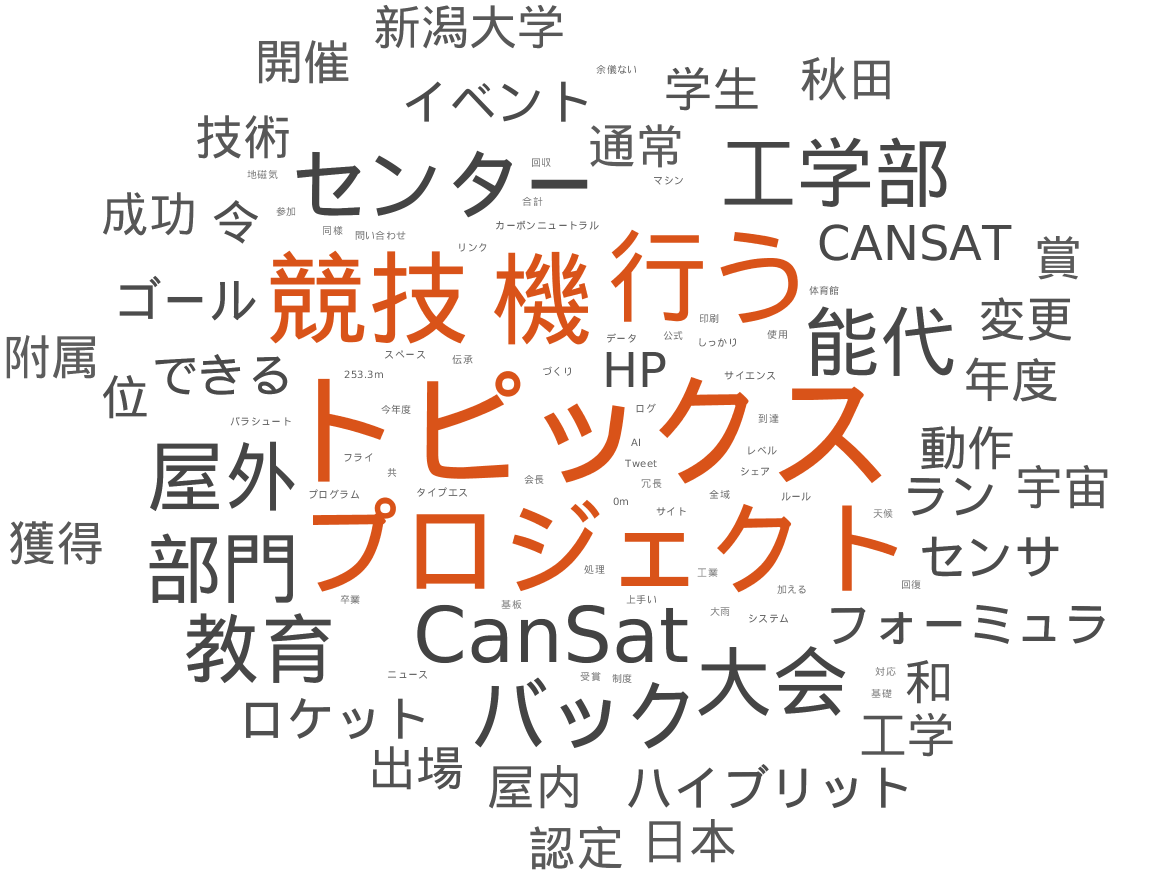 新潟大学
開催
余儀ない
学生
秋田
イベント
技術
通常
工学部
センター
回収
地磁気
マシン
成功
令
参加
合計
カーボンニュートラル
同様
問い合わせ
リンク
CANSAT
賞
競技
機
行う
体育館
ゴール
変更
印刷
データ
公式
しっかり
使用
能代
附属
位
できる
スペース
伝承
253.3m
づくり
HP
サイエンス
年度
トピックス
今年度
ログ
到達
パラシュート
AI
レベル
フライ
共
Tweet
シェア
動作
屋外
会長
冗長
プログラム
タイプエス
0m
全域
ルール
ラン
宇宙
サイト
天候
獲得
部門
プロジェクト
センサ
処理
工業
加える
回復
卒業
基板
上手い
大雨
システム
教育
CanSat
フォーミュラ
ニュース
受賞
制度
大会
対応
基礎
和
ロケット
バック
工学
出場
屋内
ハイブリット
認定
日本